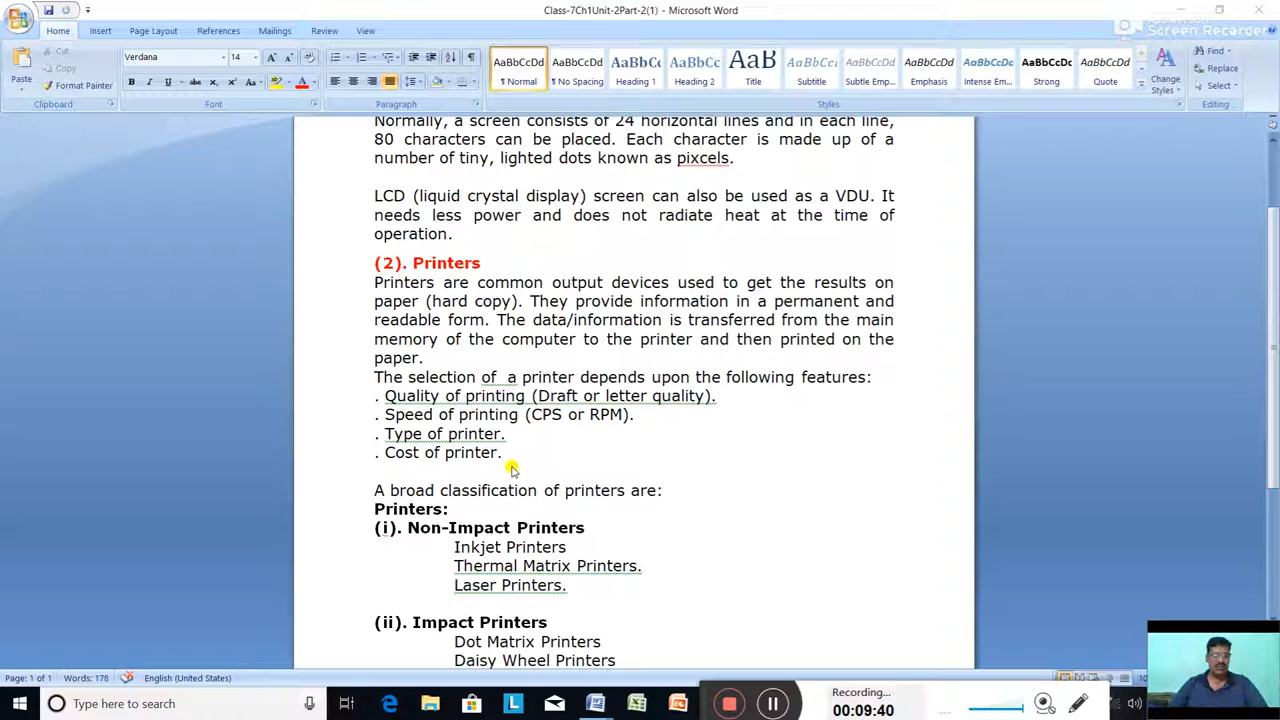 Class-7Ch1Unit-2Part-2(1) - Microsoft Word
Home Insert Page Layout References Mailings Review View
Screen Recorder
Paste
Cut
Copy
Format Painter
Clipboard
Verdana 14
Font
Paragraph
AaBbCcDd AaBbCcDd AaBbC AaBbCc AaB AaBbCcI AaBbCcDd AaBbCcD AaBbCcDd AaBbCcDc AaBbCcD
¶ Normal ¶ No Spacing Heading 1 Heading 2 Title Subtitle Subtle Emp... Emphasis Intense Em... Strong Quote
Styles
Change
Styles
Find
Replace
Select
Editing
Normally, a screen consists of 24 horizontal lines and in each line,
80 characters can be placed. Each character is made up of a
number of tiny, lighted dots known as pixcels.
LCD (liquid crystal display) screen can also be used as a VDU. It
needs less power and does not radiate heat at the time of
operation.
(2). Printers
Printers are common output devices used to get the results on
paper (hard copy). They provide information in a permanent and
readable form. The data/information is transferred from the main
memory of the computer to the printer and then printed on the
paper.
The selection of a printer depends upon the following features:
. Quality of printing (Draft or letter quality).
. Speed of printing (CPS or RPM).
. Type of printer.
. Cost of printer.
A broad classification of printers are:
Printers:
(i). Non-Impact Printers
Inkjet Printers
Thermal Matrix Printers.
Laser Printers.
(ii). Impact Printers
Dot Matrix Printers
Daisy Wheel Printers
Page: 1 of 1 Words: 178 English (United States)
Type here to search
Recording...
00:09:40